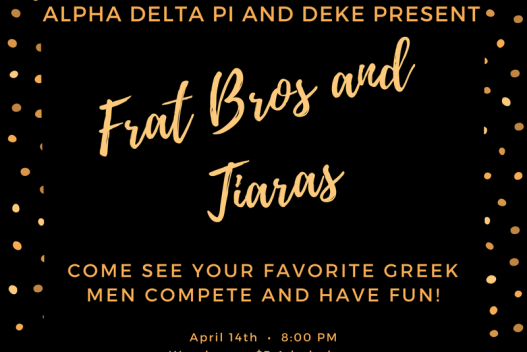 ALPHA DELTA PI AND DEKE PRESENT
Frat Bros and
Tiaras
COME SEE YOUR FAVORITE GREEK
MEN COMPETE AND HAVE FUN!
April 14th • 8:00 PM